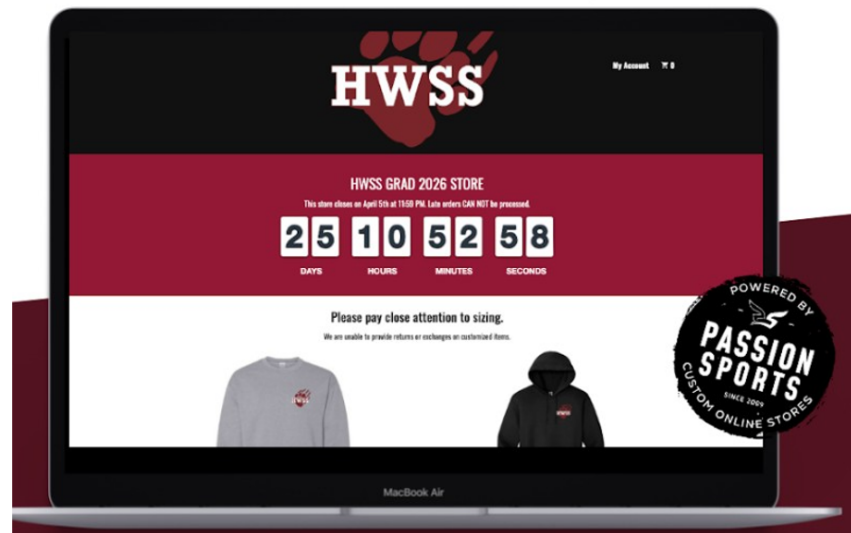 HWSS
My Account 0
HWSS GRAD 2026 STORE
This store closes on April 5th at 11:59 PM. Late orders CAN NOT be processed.
25 10 52 58
DAYS HOURS MINUTES SECONDS
Please pay close attention to sizing.
We are unable to provide returns or exchanges on customized items.
HWSS
HWSS
MacBook Air
POWERED BY
PASSION
SPORTS
SINCE 2009
CUSTOM ONLINE STORES